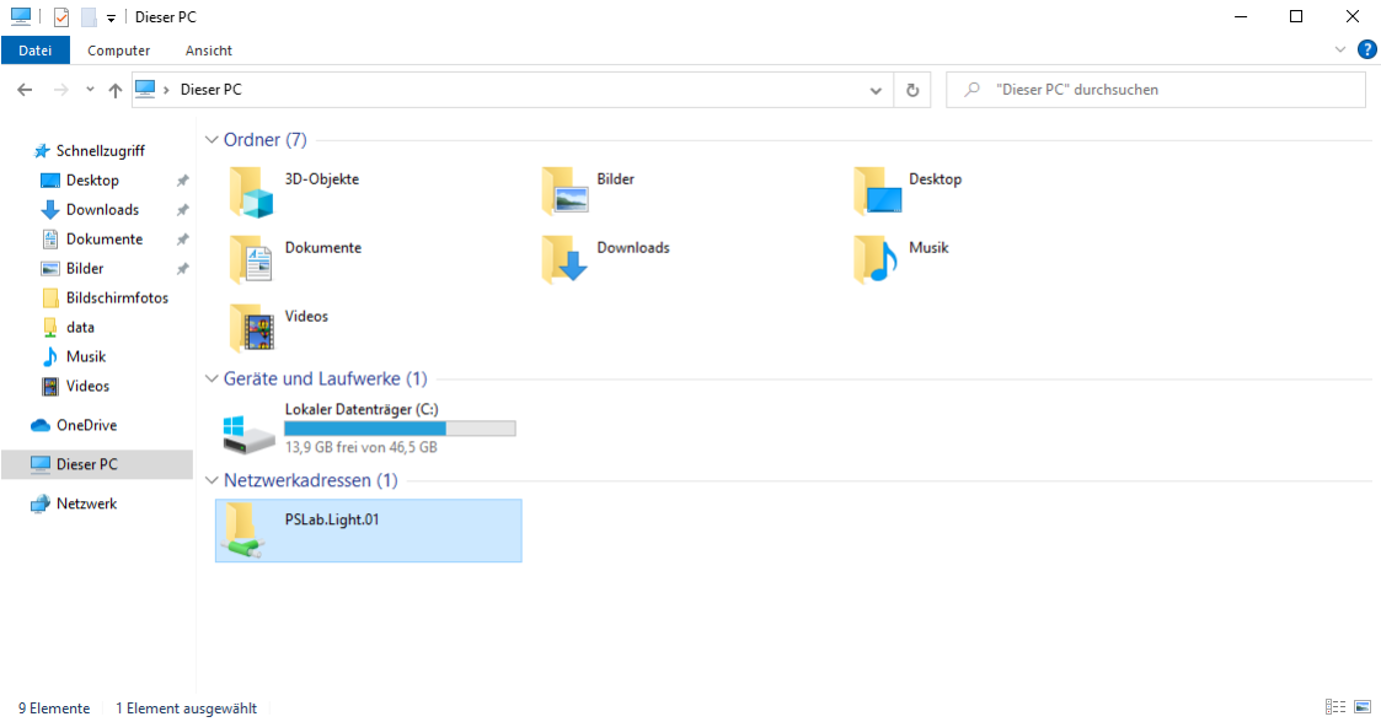 Dieser PC
Datei Computer Ansicht
Dieser PC
"Dieser PC" durchsuchen
Schnellzugriff
Desktop
Downloads
Dokumente
Bilder
Bildschirmfotos
data
Musik
Videos
OneDrive
Dieser PC
Netzwerk
Ordner (7)
3D-Objekte
Bilder
Desktop
Dokumente
Downloads
Musik
Videos
Geräte und Laufwerke (1)
Lokaler Datenträger (C:)
13,9 GB frei von 46,5 GB
Netzwerkadressen (1)
PSLab.Light.01
9 Elemente 1 Element ausgewählt